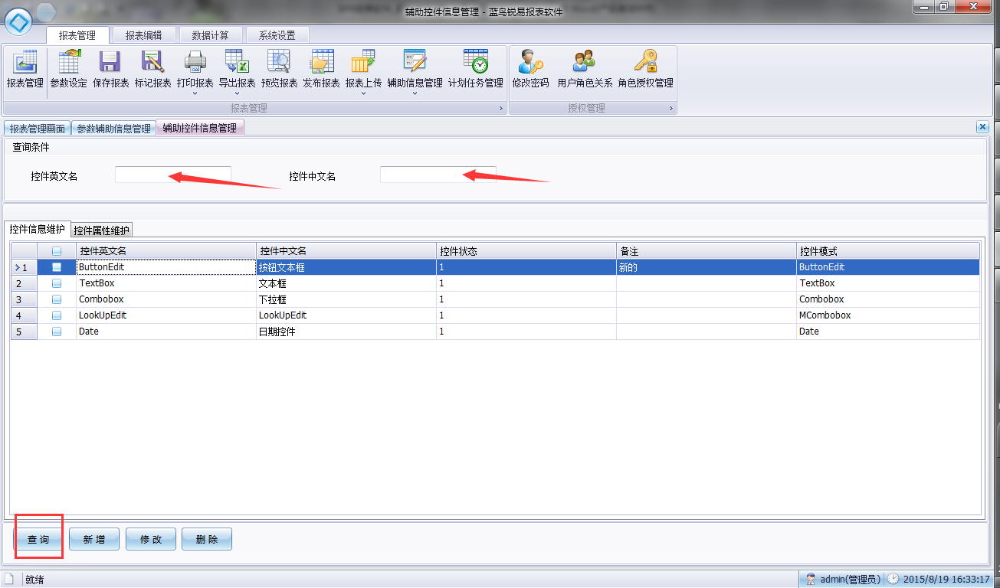 辅助控件信息管理 - 蓝鸟锐易报表软件
报表管理 报表编辑 数据计算 系统设置
报表管理 参数设定 保存报表 标记报表 打印报表 导出报表 预览报表 发布报表 报表上传 辅助信息管理 计划任务管理 修改密码 用户角色关系 角色授权管理
报表管理 授权管理
报表管理画面 参数辅助信息管理 辅助控件信息管理
查询条件
控件英文名 控件中文名
控件信息维护 控件属性维护
控件英文名 控件中文名 控件状态 备注 控件模式
1 ButtonEdit 按钮文本框 1 新的 ButtonEdit
2 TextBox 文本框 1 TextBox
3 Combobox 下拉框 1 Combobox
4 LookUpEdit LookUpEdit 1 MCombobox
5 Date 日期控件 1 Date
查询 新增 修改 删除
就绪 admin(管理员) 2015/8/19 16:33:17